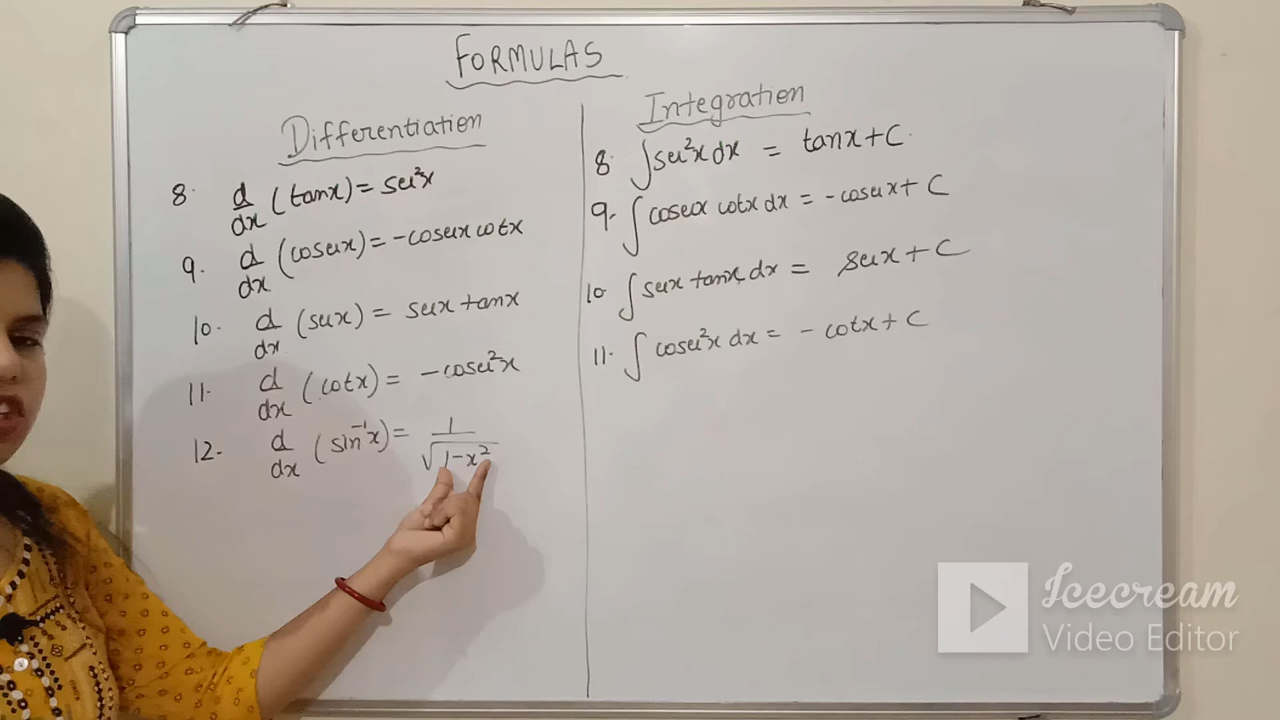 FORMULAS
Differentiation
8. d/dx (tanx) = sec²x
9. d/dx (cosecx) = -cosecx cotx
10. d/dx (secx) = secx tanx
11. d/dx (cotx) = -cosec²x
12. d/dx (sin⁻¹x) = 1/√(1-x²)
Integration
8. ∫sec²x dx = tanx + C.
9. ∫cosecx cotx dx = -cosecx + C
10 ∫secx tanx dx = secx + C
11. ∫cosec²x dx = - cotx + C
Icecream
Video Editor